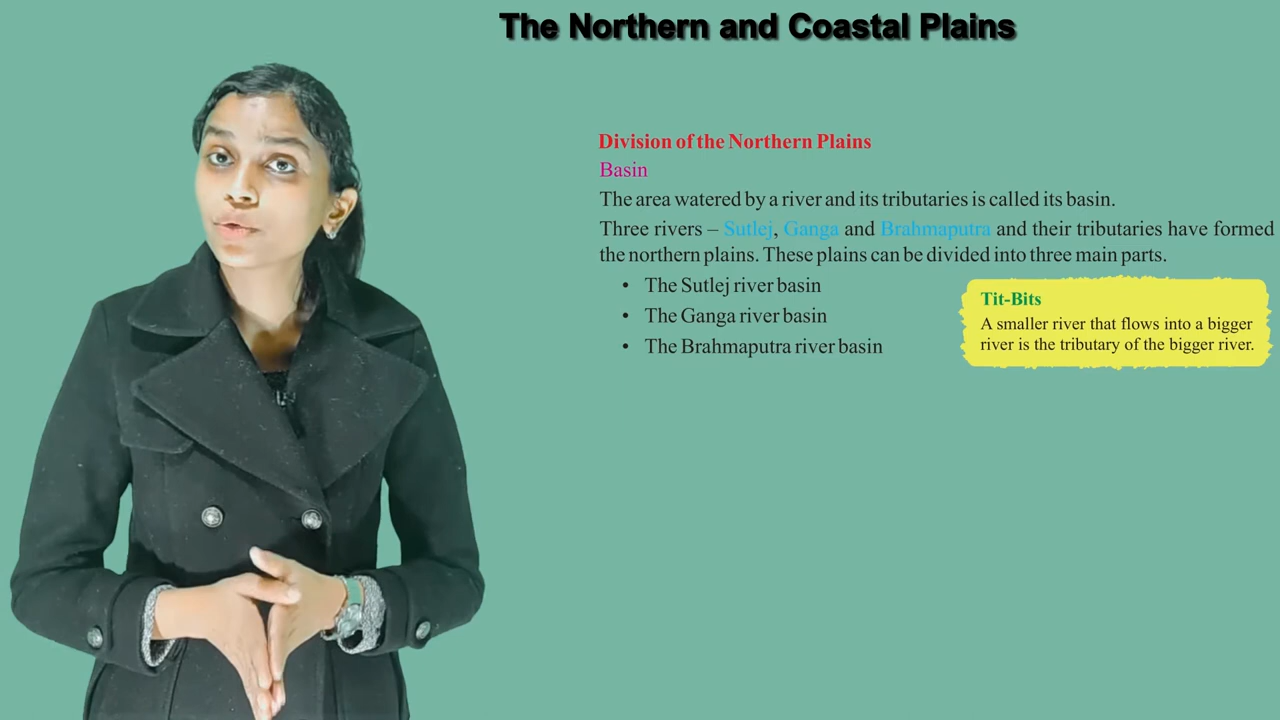 The Northern and Coastal Plains
Division of the Northern Plains
Basin
The area watered by a river and its tributaries is called its basin.
Three rivers – Sutlej, Ganga and Brahmaputra and their tributaries have formed
the northern plains. These plains can be divided into three main parts.
• The Sutlej river basin
• The Ganga river basin
• The Brahmaputra river basin
Tit-Bits
A smaller river that flows into a bigger
river is the tributary of the bigger river.